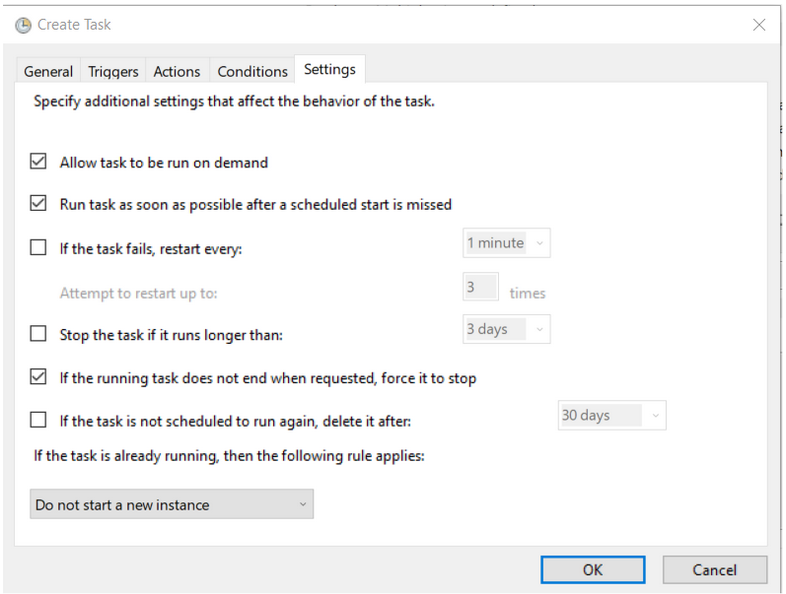 Create Task
General Triggers Actions Conditions Settings
Specify additional settings that affect the behavior of the task.
Allow task to be run on demand
Run task as soon as possible after a scheduled start is missed
If the task fails, restart every: 1 minute
Attempt to restart up to: 3 times
Stop the task if it runs longer than: 3 days
If the running task does not end when requested, force it to stop
If the task is not scheduled to run again, delete it after: 30 days
If the task is already running, then the following rule applies:
Do not start a new instance
OK Cancel